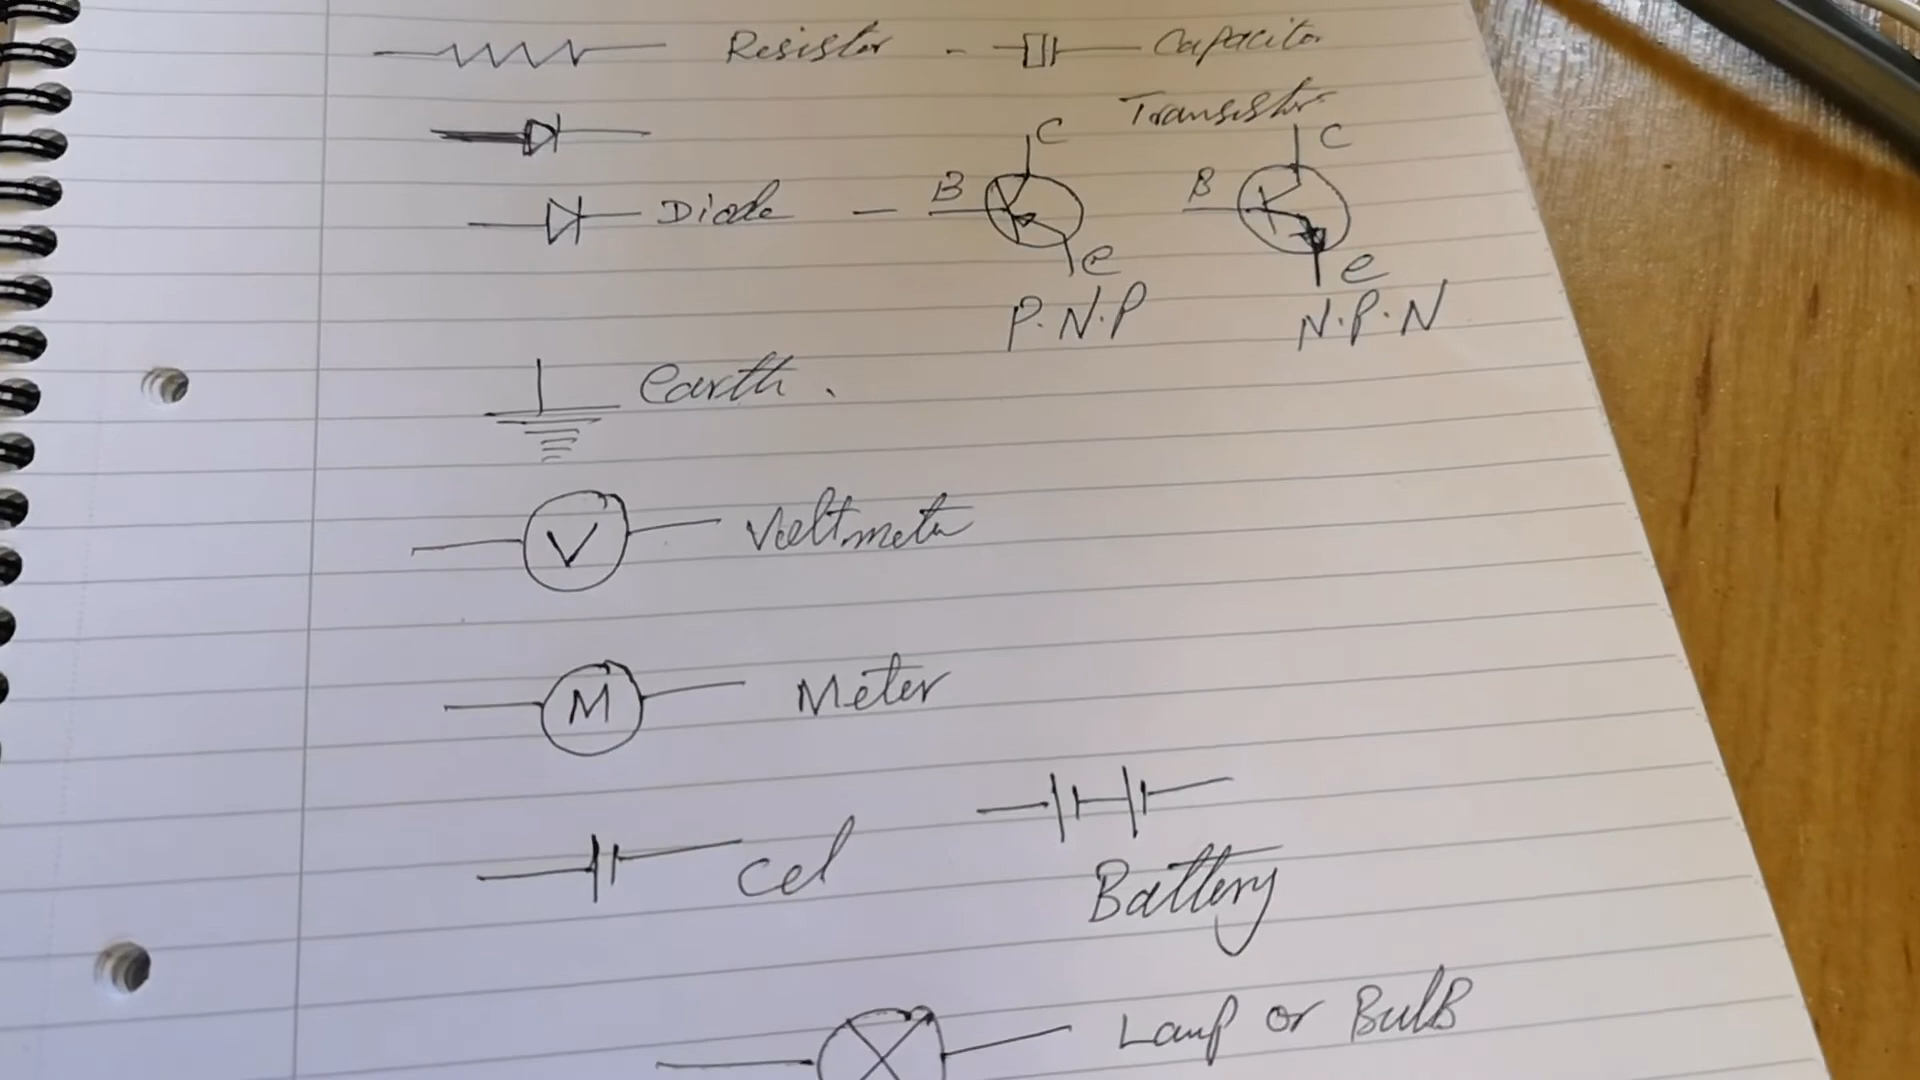 Resistor - Capacitor
Transistor
C C
B B
Diode -
e e
P.N.P N.P.N
earth.
V Voltmeter
M Meter
Cel
Battery
Lamp or BulB